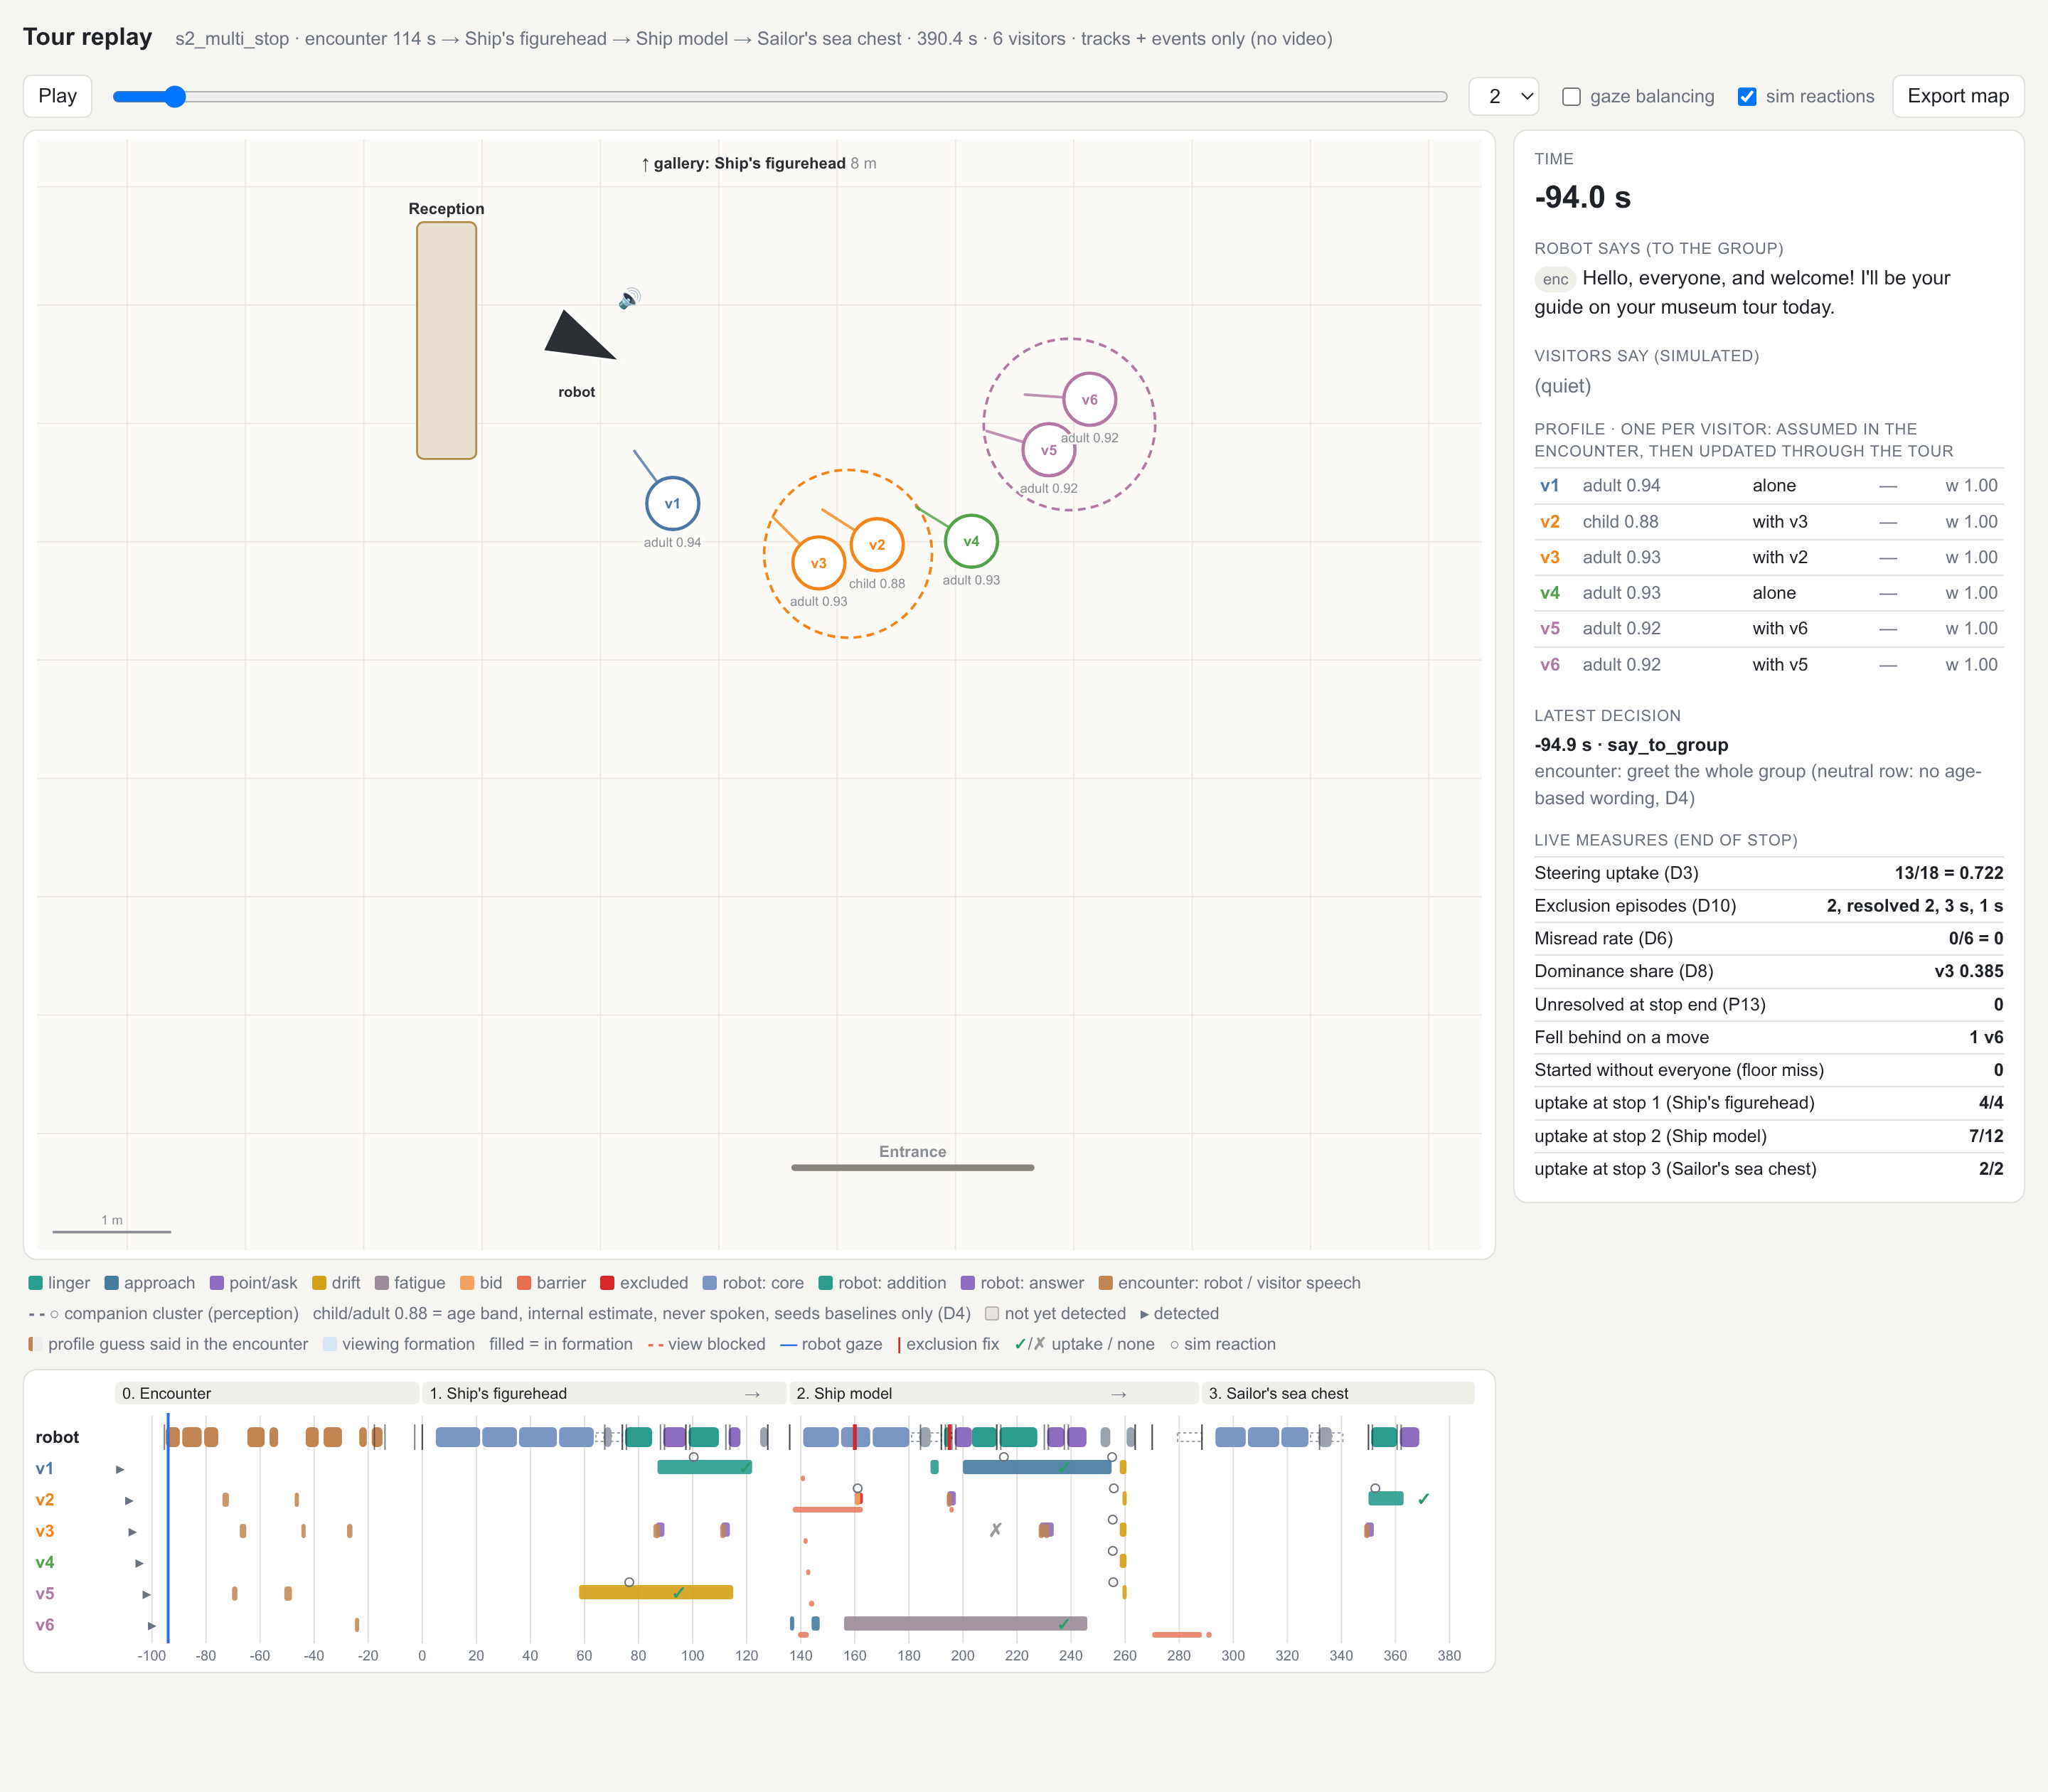 Tour replay s2_multi_stop · encounter 114 s → Ship's figurehead → Ship model → Sailor's sea chest · 390.4 s · 6 visitors · tracks + events only (no video)
Play 2 gaze balancing sim reactions Export map
↑ gallery: Ship's figurehead 8 m
Reception
robot
v6
adult 0.92
v5
adult 0.92
v1
adult 0.94
v2
child 0.88
v3
adult 0.93
v4
adult 0.93
Entrance
1 m
TIME
-94.0 s
ROBOT SAYS (TO THE GROUP)
enc Hello, everyone, and welcome! I'll be your
guide on your museum tour today.
VISITORS SAY (SIMULATED)
(quiet)
PROFILE · ONE PER VISITOR: ASSUMED IN THE
ENCOUNTER, THEN UPDATED THROUGH THE TOUR
v1 adult 0.94 alone — w 1.00
v2 child 0.88 with v3 — w 1.00
v3 adult 0.93 with v2 — w 1.00
v4 adult 0.93 alone — w 1.00
v5 adult 0.92 with v6 — w 1.00
v6 adult 0.92 with v5 — w 1.00
LATEST DECISION
-94.9 s · say_to_group
encounter: greet the whole group (neutral row: no age-
based wording, D4)
LIVE MEASURES (END OF STOP)
Steering uptake (D3) 13/18 = 0.722
Exclusion episodes (D10) 2, resolved 2, 3 s, 1 s
Misread rate (D6) 0/6 = 0
Dominance share (D8) v3 0.385
Unresolved at stop end (P13) 0
Fell behind on a move 1 v6
Started without everyone (floor miss) 0
uptake at stop 1 (Ship's figurehead) 4/4
uptake at stop 2 (Ship model) 7/12
uptake at stop 3 (Sailor's sea chest) 2/2
linger approach point/ask drift fatigue bid barrier excluded robot: core robot: addition robot: answer encounter: robot / visitor speech
companion cluster (perception) child/adult 0.88 = age band, internal estimate, never spoken, seeds baselines only (D4) not yet detected ▸ detected
profile guess said in the encounter viewing formation filled = in formation view blocked robot gaze exclusion fix ✓/✗ uptake / none ○ sim reaction
0. Encounter 1. Ship's figurehead → 2. Ship model → 3. Sailor's sea chest
robot
v1
v2
v3
v4
v5
v6
-100 -80 -60 -40 -20 0 20 40 60 80 100 120 140 160 180 200 220 240 260 280 300 320 340 360 380